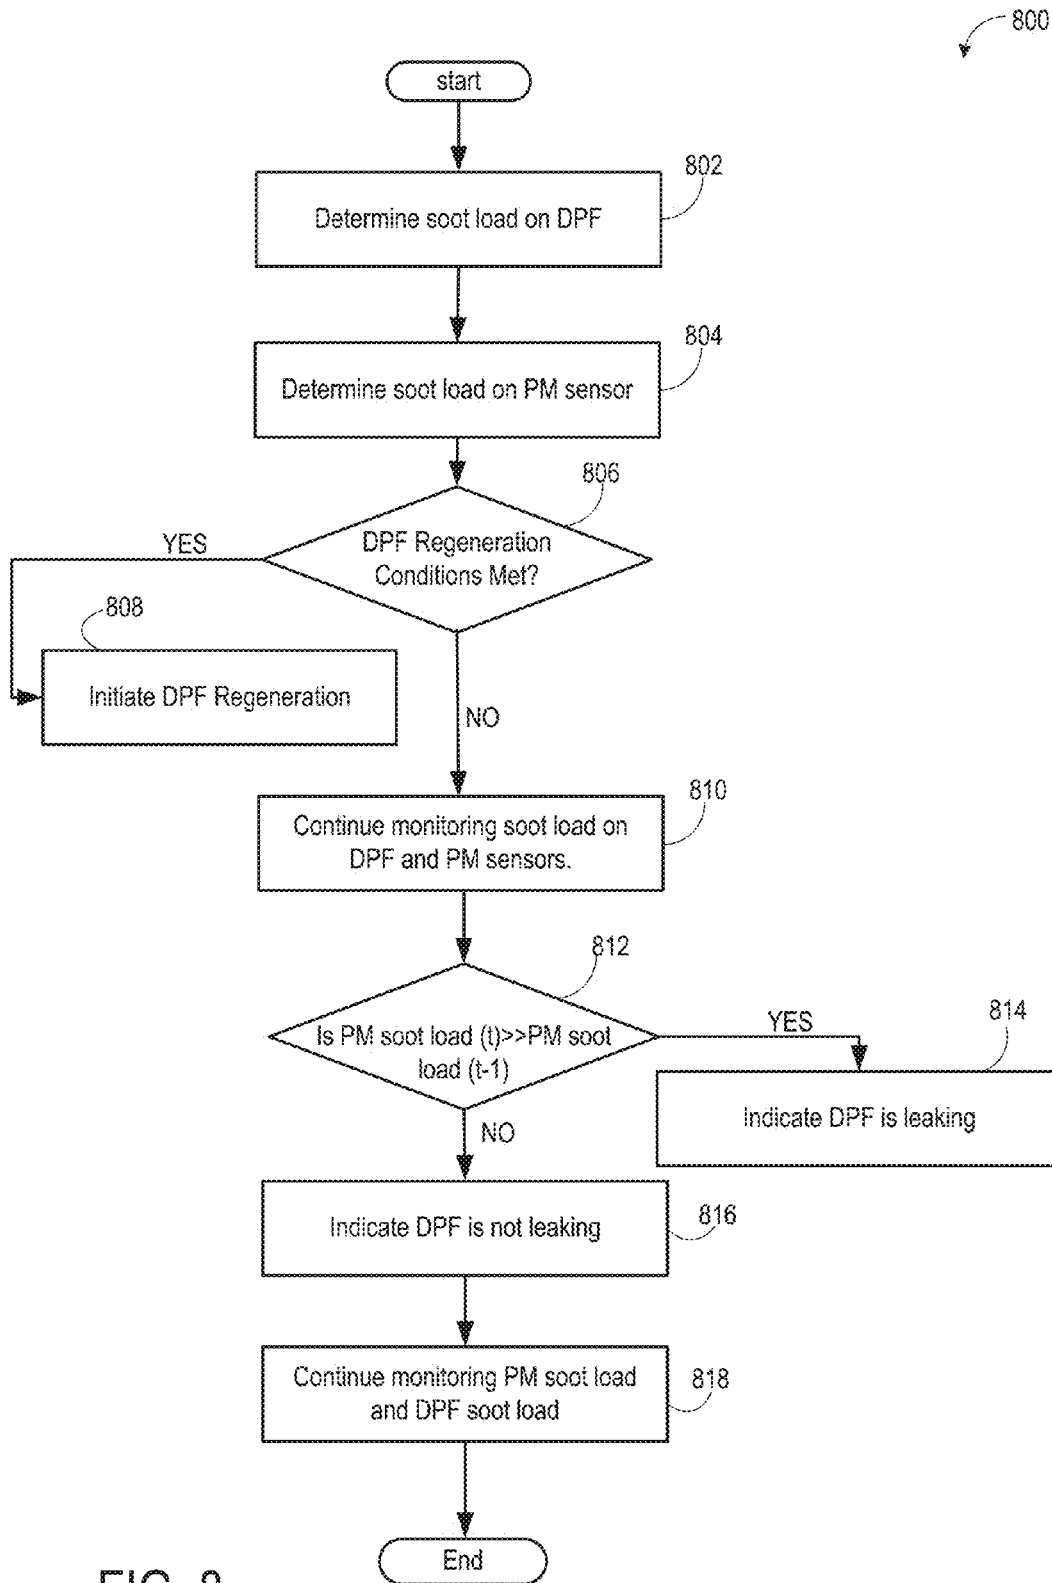 800
start
802
Determine soot load on DPF
804
Determine soot load on PM sensor
806
DPF Regeneration
Conditions Met?
YES
808
Initiate DPF Regeneration
NO
810
Continue monitoring soot load on
DPF and PM sensors.
812
Is PM soot load (t)>>PM soot
load (t-1)
YES
814
Indicate DPF is leaking
NO
816
Indicate DPF is not leaking
818
Continue monitoring PM soot load
and DPF soot load
End
FIG. 8